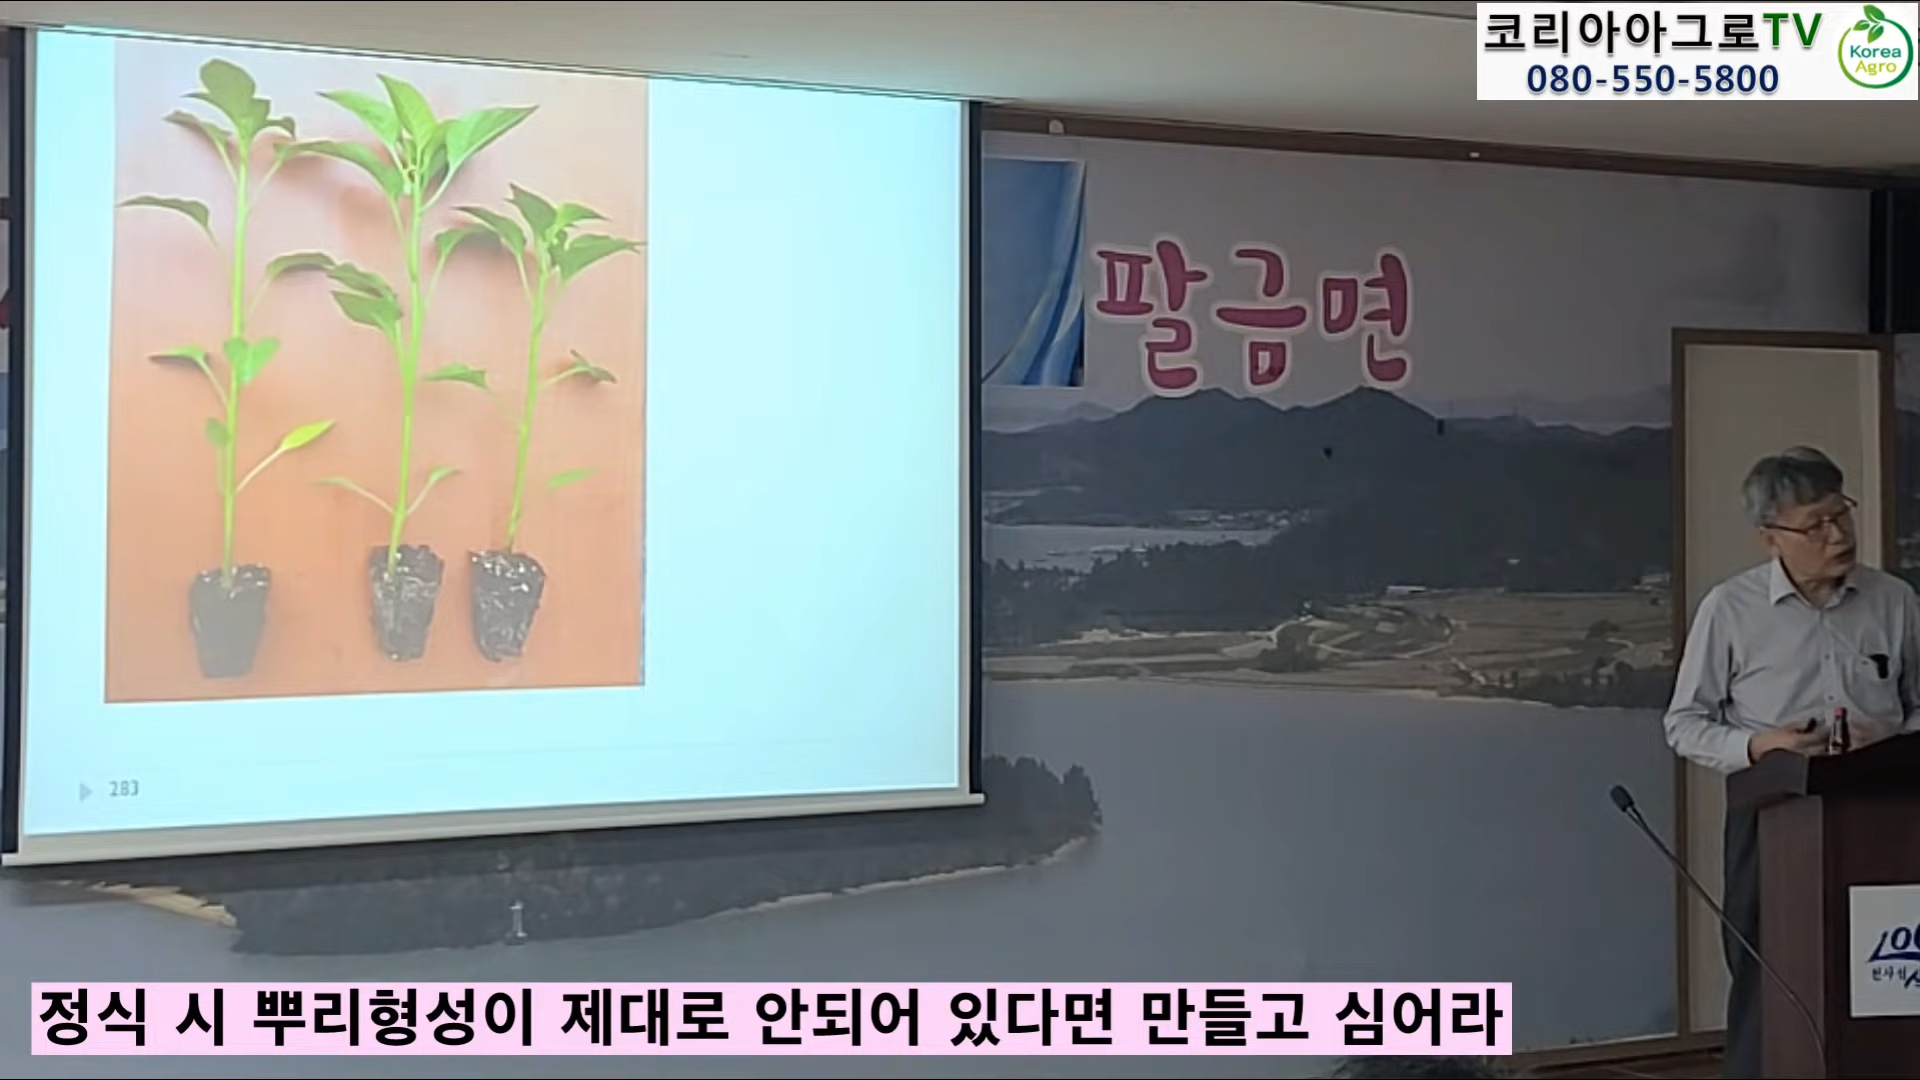 코리아아그로TV
080-550-5800
Korea
Agro
팔금면
283
정식 시 뿌리형성이 제대로 안되어 있다면 만들고 심어라